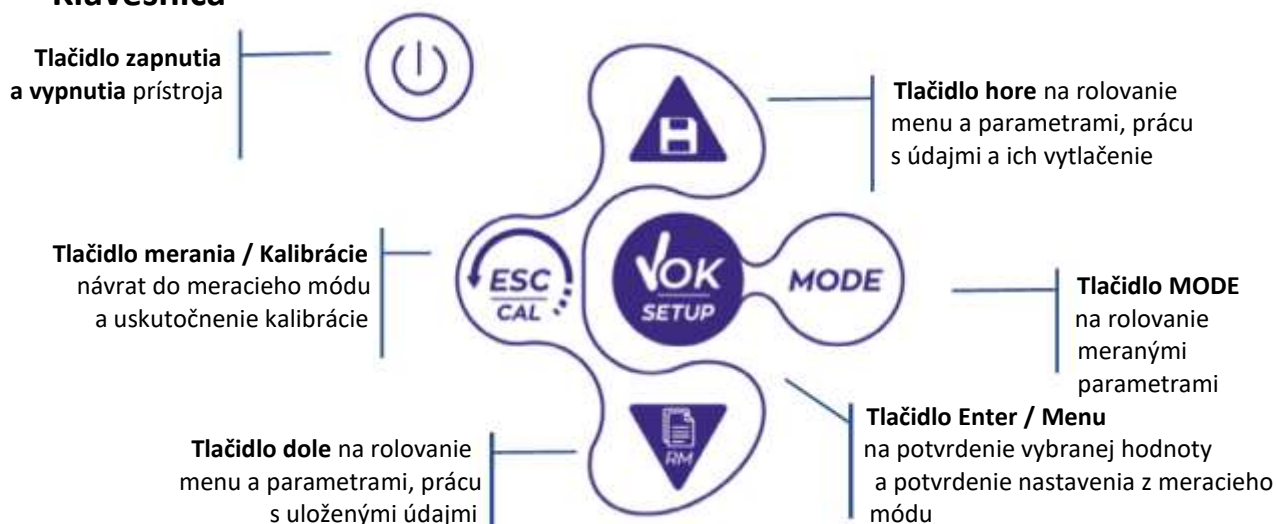 Klávesnica
Tlačidlo zapnutia
a vypnutia prístroja
Tlačidlo hore na rolovanie
menu a parametrami, prácu
s údajmi a ich vytlačenie
Tlačidlo merania / Kalibrácie
návrat do meracieho módu
a uskutočnenie kalibrácie
ESC
CAL
OK
SETUP
MODE
Tlačidlo MODE
na rolovanie
meranými
parametrami
Tlačidlo dole na rolovanie
menu a parametrami, prácu
s uloženými údajmi
RM
Tlačidlo Enter / Menu
na potvrdenie vybranej hodnoty
a potvrdenie nastavenia z meracieho
módu